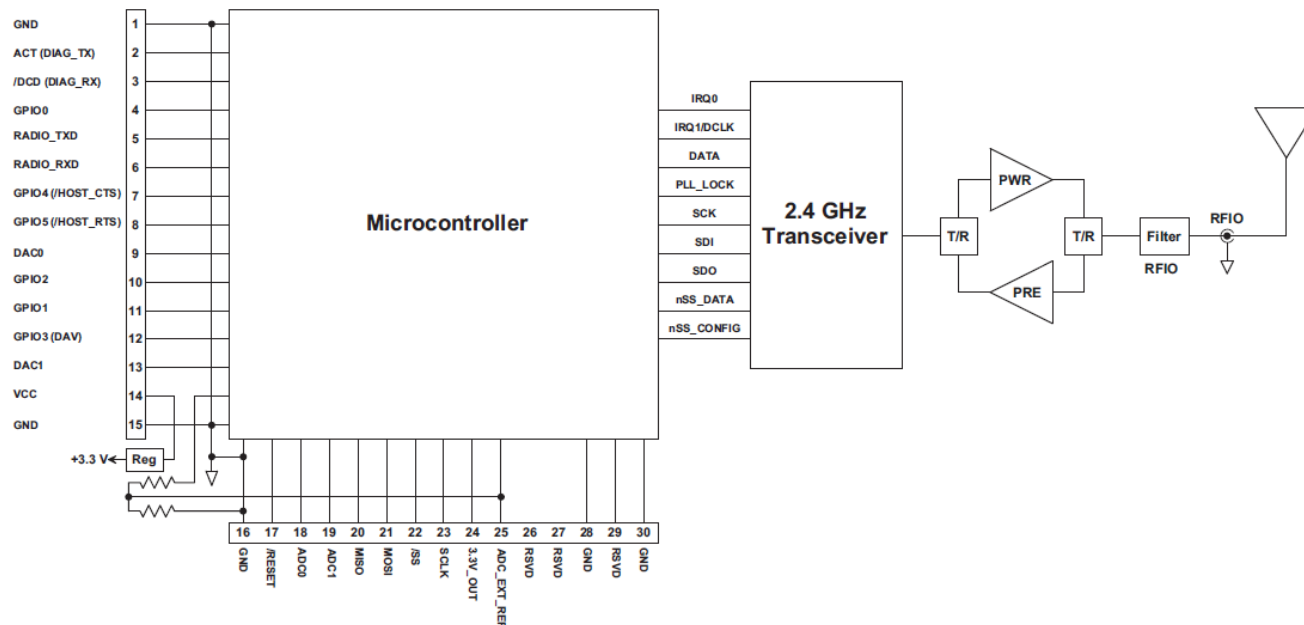 GND
1
ACT (DIAG_TX)
2
/DCD (DIAG_RX)
3
GPIO0
4
RADIO_TXD
5
RADIO_RXD
6
GPIO4 (/HOST_CTS)
7
GPIO5 (/HOST_RTS)
8
DAC0
9
GPIO2
10
GPIO1
11
GPIO3 (DAV)
12
DAC1
13
VCC
14
GND
15
+3.3 V
Reg
Microcontroller
IRQ0
IRQ1/DCLK
DATA
PLL_LOCK
SCK
SDI
SDO
nSS_DATA
nSS_CONFIG
2.4 GHz
Transceiver
T/R
PWR
PRE
T/R
Filter
RFIO
RFIO
16
17
18
19
20
21
22
23
24
25
26
27
28
29
30
GND
/RESET
ADC0
ADC1
MISO
MOSI
/SS
SCLK
3.3V_OUT
ADC_EXT_REF
RSVD
RSVD
GND
RSVD
GND